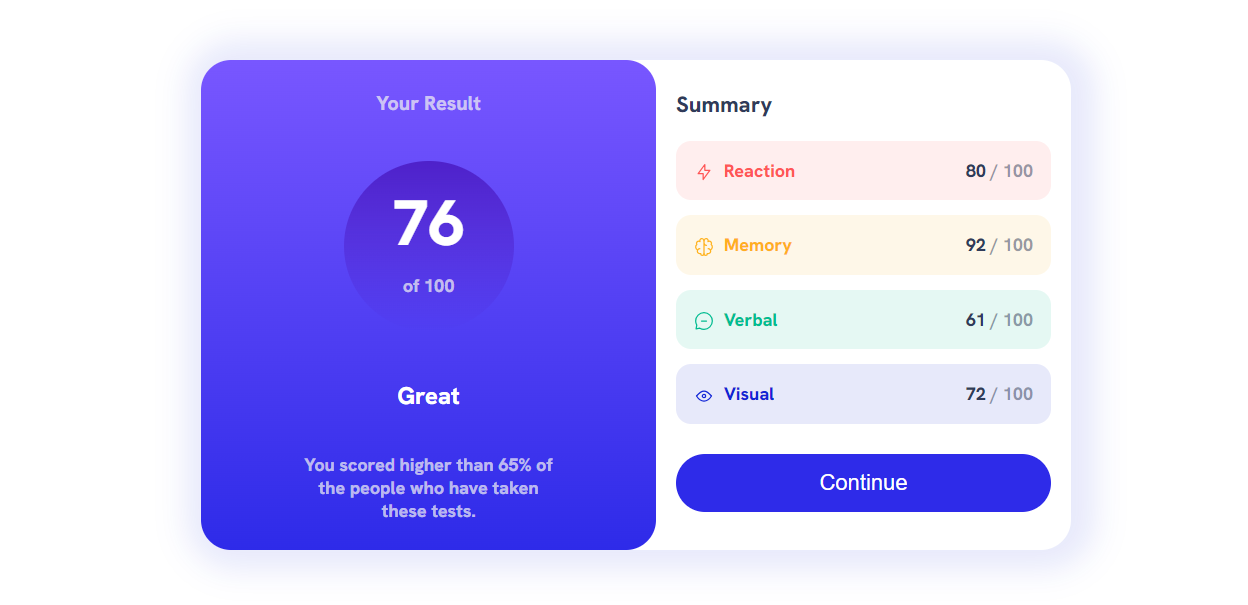 Your Result
76
of 100
Great
You scored higher than 65% of
the people who have taken
these tests.
Summary
Reaction 80 / 100
Memory 92 / 100
Verbal 61 / 100
Visual 72 / 100
Continue